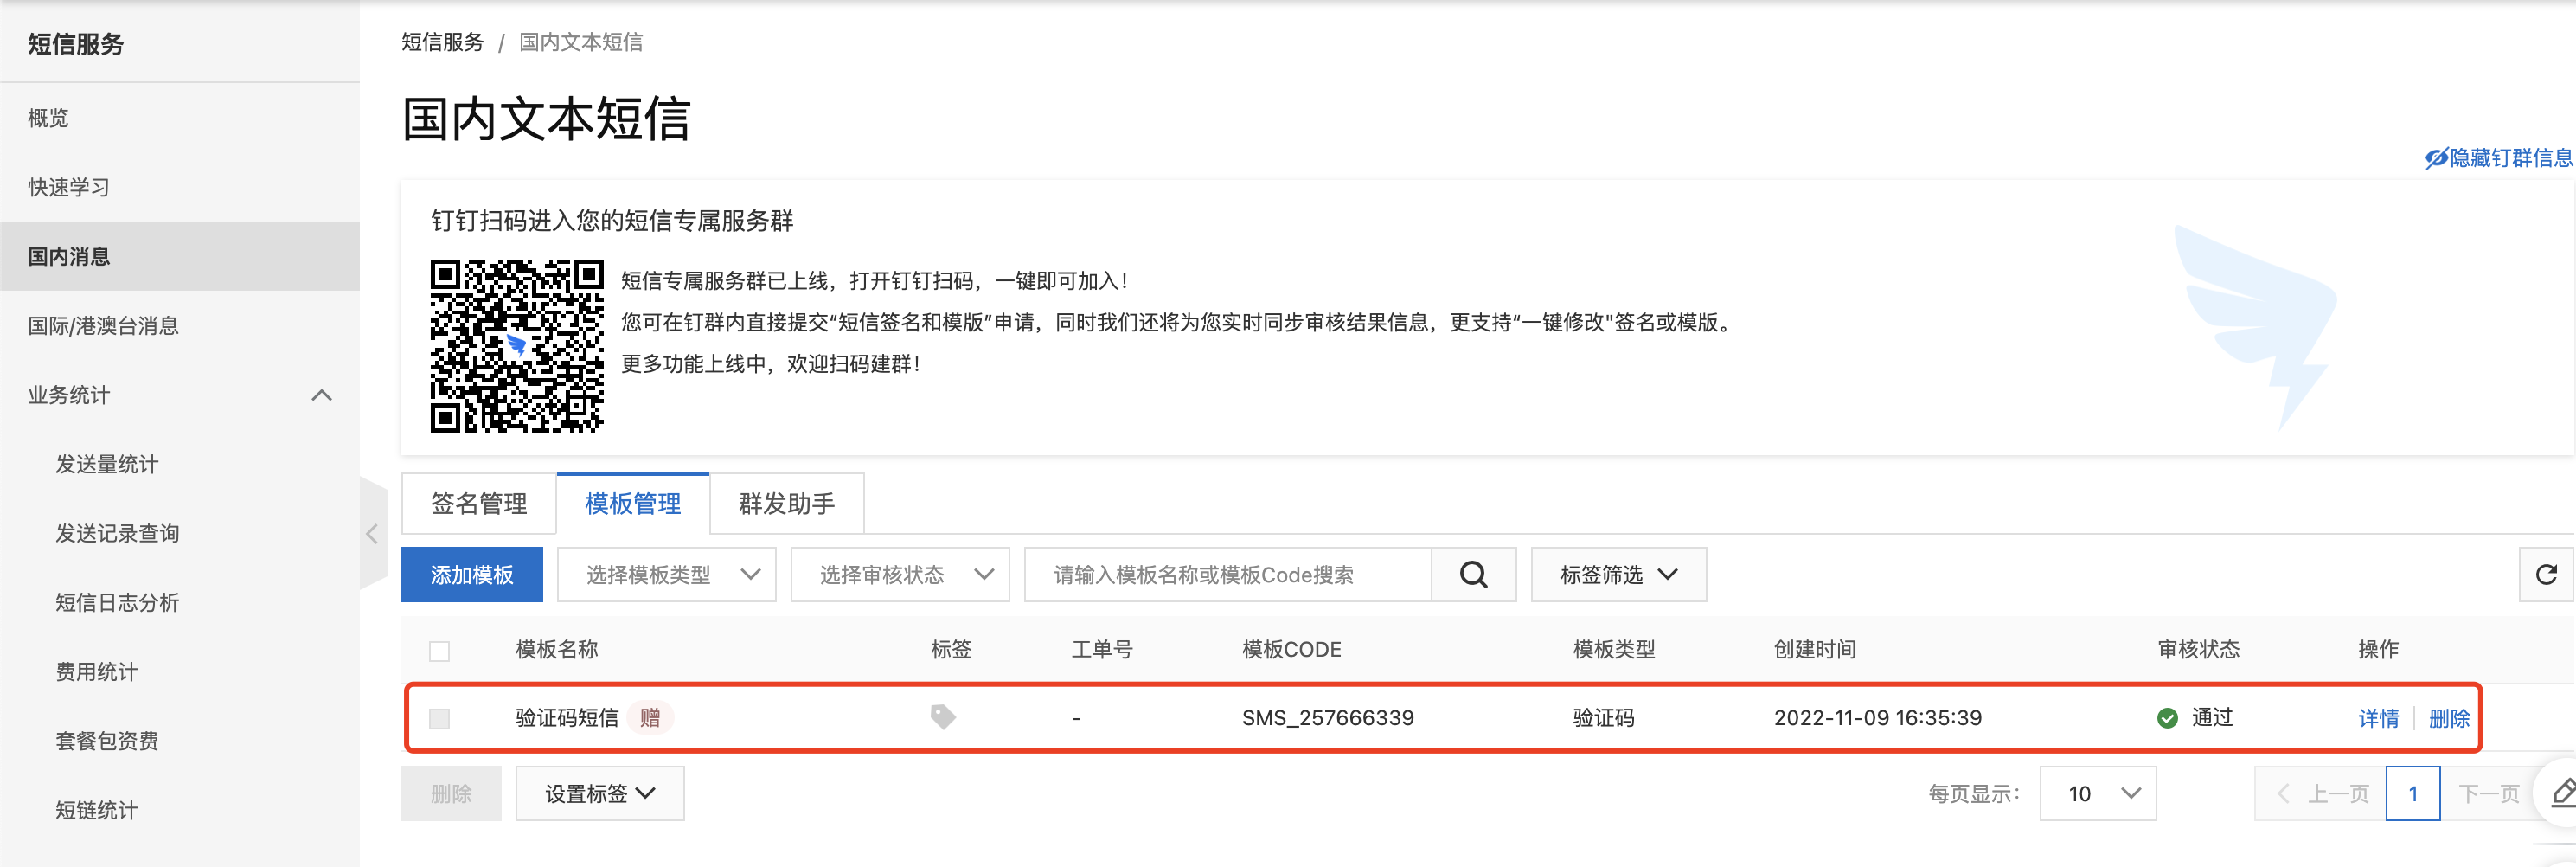 短信服务
概览
快速学习
国内消息
国际/港澳台消息
业务统计
发送量统计
发送记录查询
短信日志分析
费用统计
套餐包资费
短链统计
短信服务 / 国内文本短信
国内文本短信
隐藏钉群信息
钉钉扫码进入您的短信专属服务群
短信专属服务群已上线，打开钉钉扫码，一键即可加入！
您可在钉群内直接提交“短信签名和模版”申请，同时我们还将为您实时同步审核结果信息，更支持“一键修改"签名或模版。
更多功能上线中，欢迎扫码建群！
签名管理 模板管理 群发助手
添加模板 选择模板类型 选择审核状态 请输入模板名称或模板Code搜索 标签筛选
模板名称 标签 工单号 模板CODE 模板类型 创建时间 审核状态 操作
验证码短信 赠 - SMS_257666339 验证码 2022-11-09 16:35:39 通过 详情 删除
删除 设置标签 每页显示： 10 上一页 1 下一页